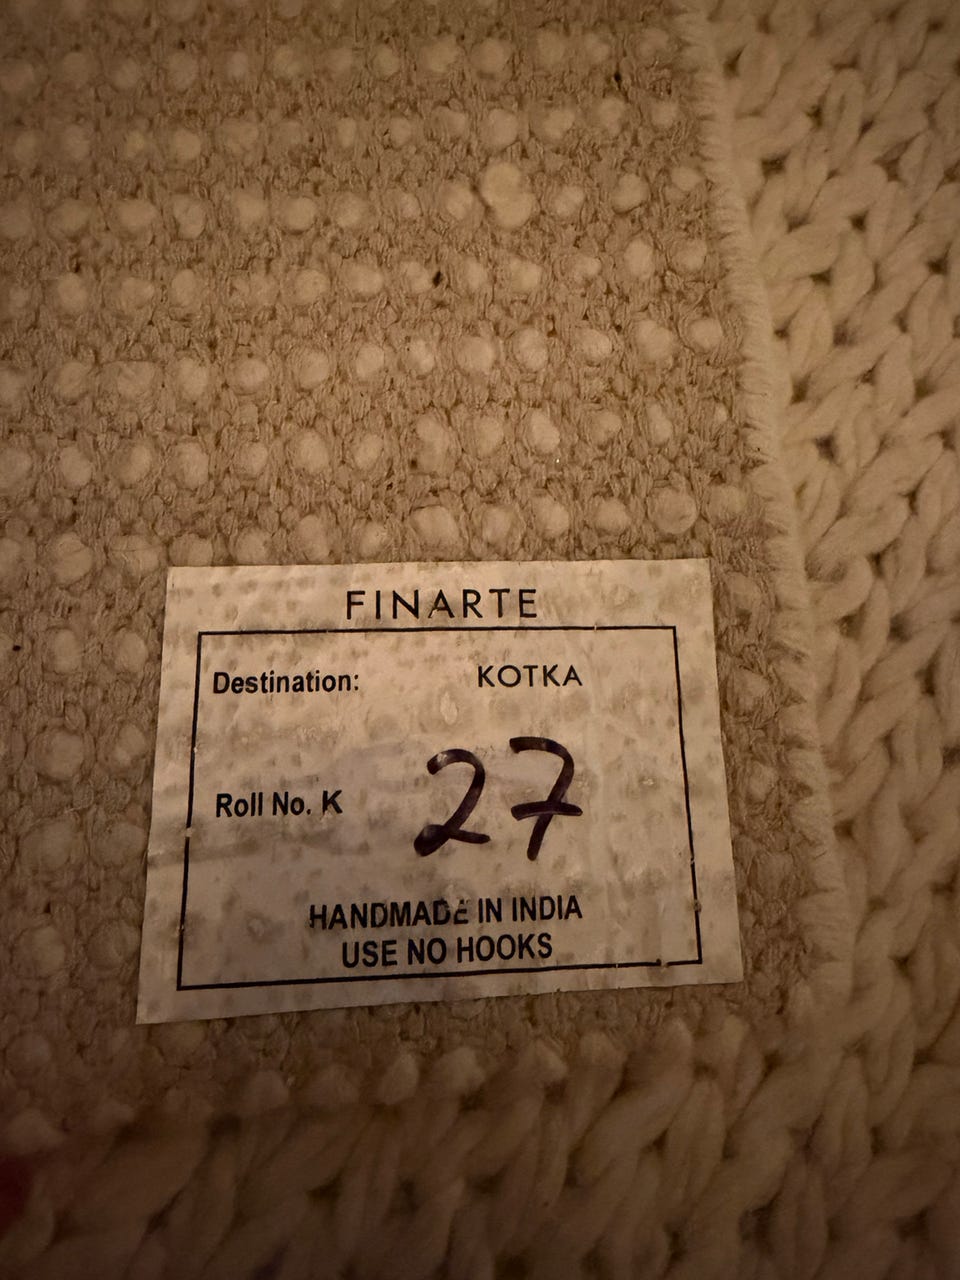 FINARTE
Destination: KOTKA
Roll No. K 27
HANDMADE IN INDIA
USE NO HOOKS